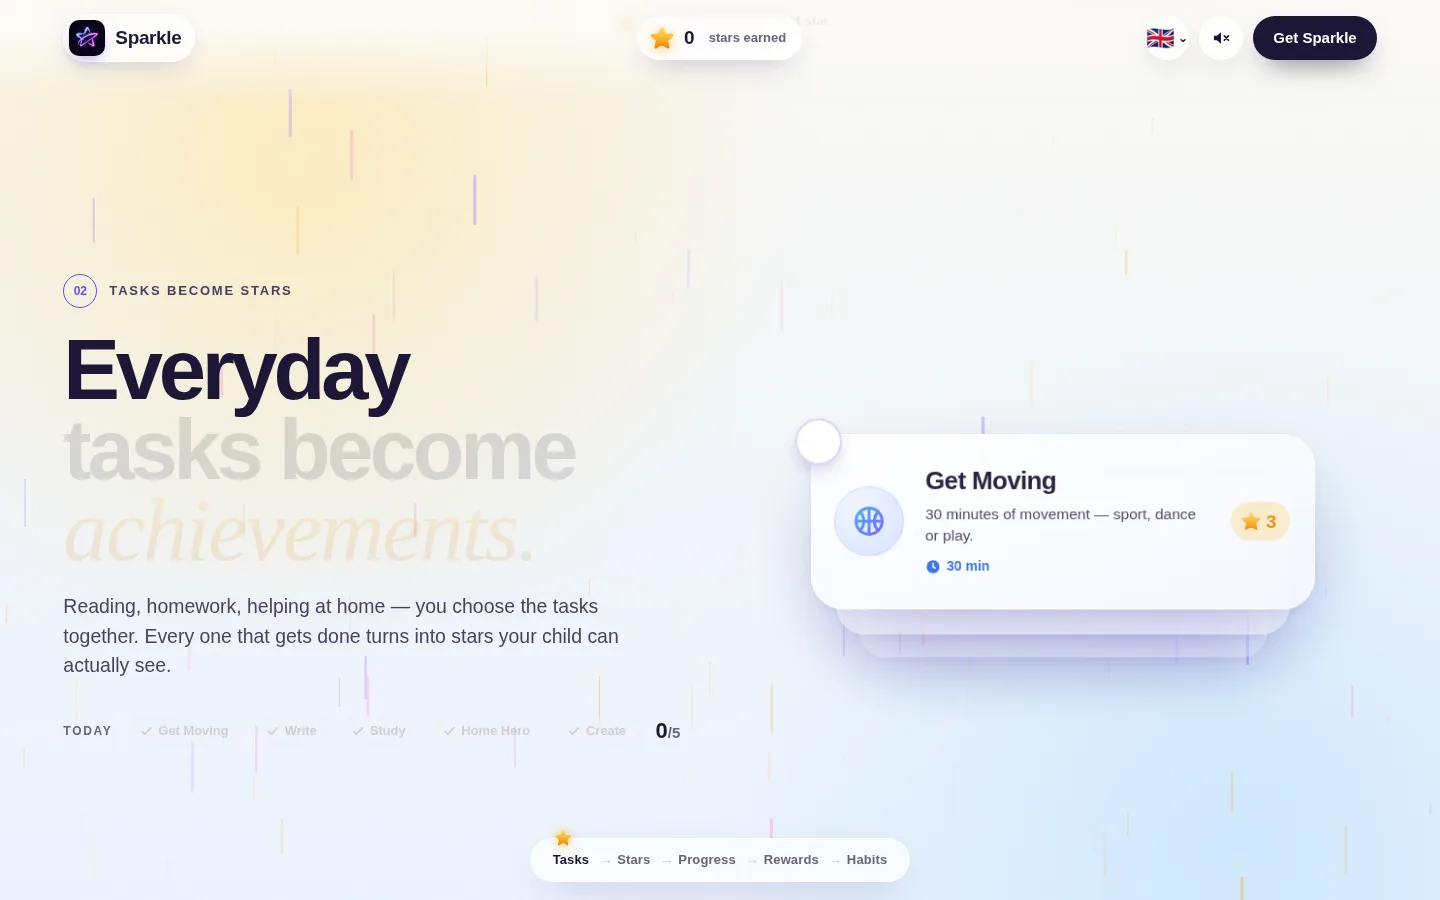 Sparkle
0 stars earned
Get Sparkle
02 TASKS BECOME STARS
Everyday
tasks become
achievements.
Reading, homework, helping at home — you choose the tasks
together. Every one that gets done turns into stars your child can
actually see.
TODAY Get Moving Write Study Home Hero Create 0/5
Get Moving
30 minutes of movement — sport, dance
or play.
30 min
3
Tasks → Stars → Progress → Rewards → Habits